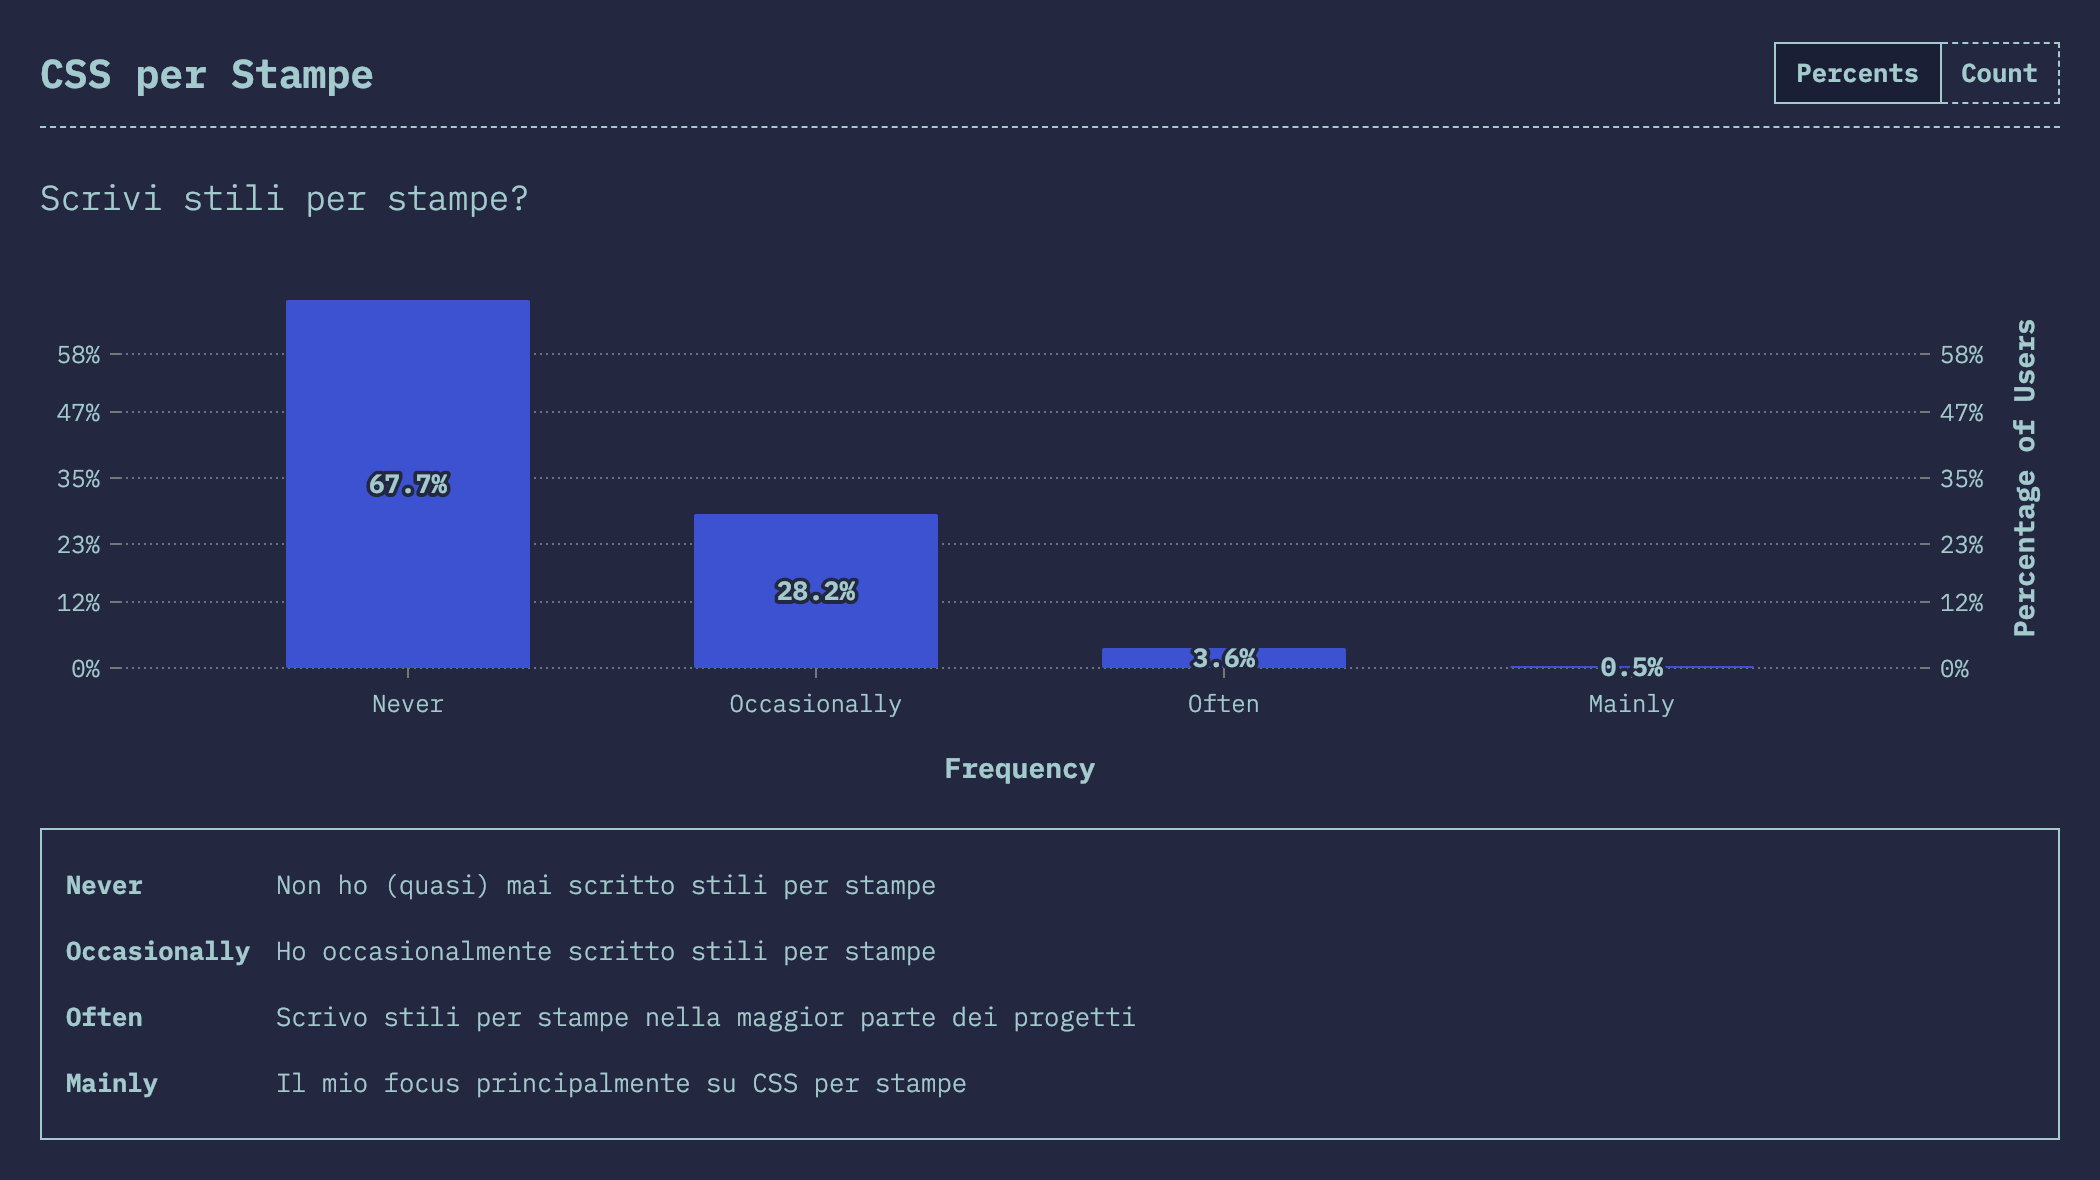 CSS per Stampe
Percents Count
Scrivi stili per stampe?
58%
47%
35%
23%
12%
0%
67.7%
28.2%
3.6%
0.5%
58%
47%
35%
23%
12%
0%
Percentage of Users
Never Occasionally Often Mainly
Frequency
Never Non ho (quasi) mai scritto stili per stampe
Occasionally Ho occasionalmente scritto stili per stampe
Often Scrivo stili per stampe nella maggior parte dei progetti
Mainly Il mio focus principalmente su CSS per stampe